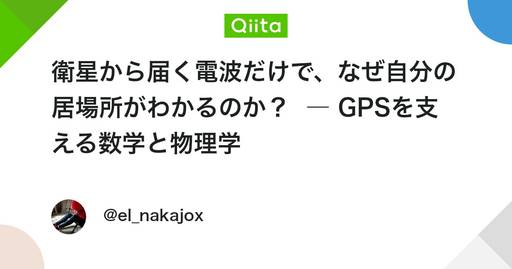 Qiita
衛星から届く電波だけで、なぜ自分の
居場所がわかるのか？ ― GPSを支
える数学と物理学
@el_nakajox